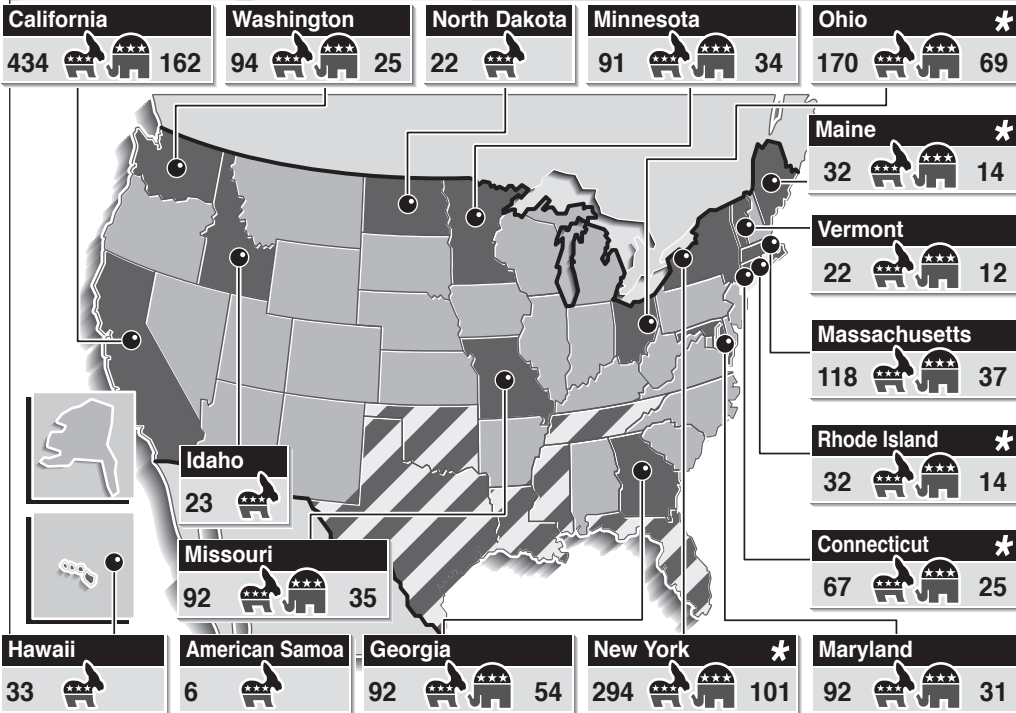 California
434 162
Washington
94 25
North Dakota
22
Minnesota
91 34
Ohio *
170 69
Maine *
32 14
Vermont
22 12
Massachusetts
118 37
Rhode Island *
32 14
Connecticut *
67 25
Idaho
23
Missouri
92 35
Hawaii
33
American Samoa
6
Georgia
92 54
New York *
294 101
Maryland
92 31